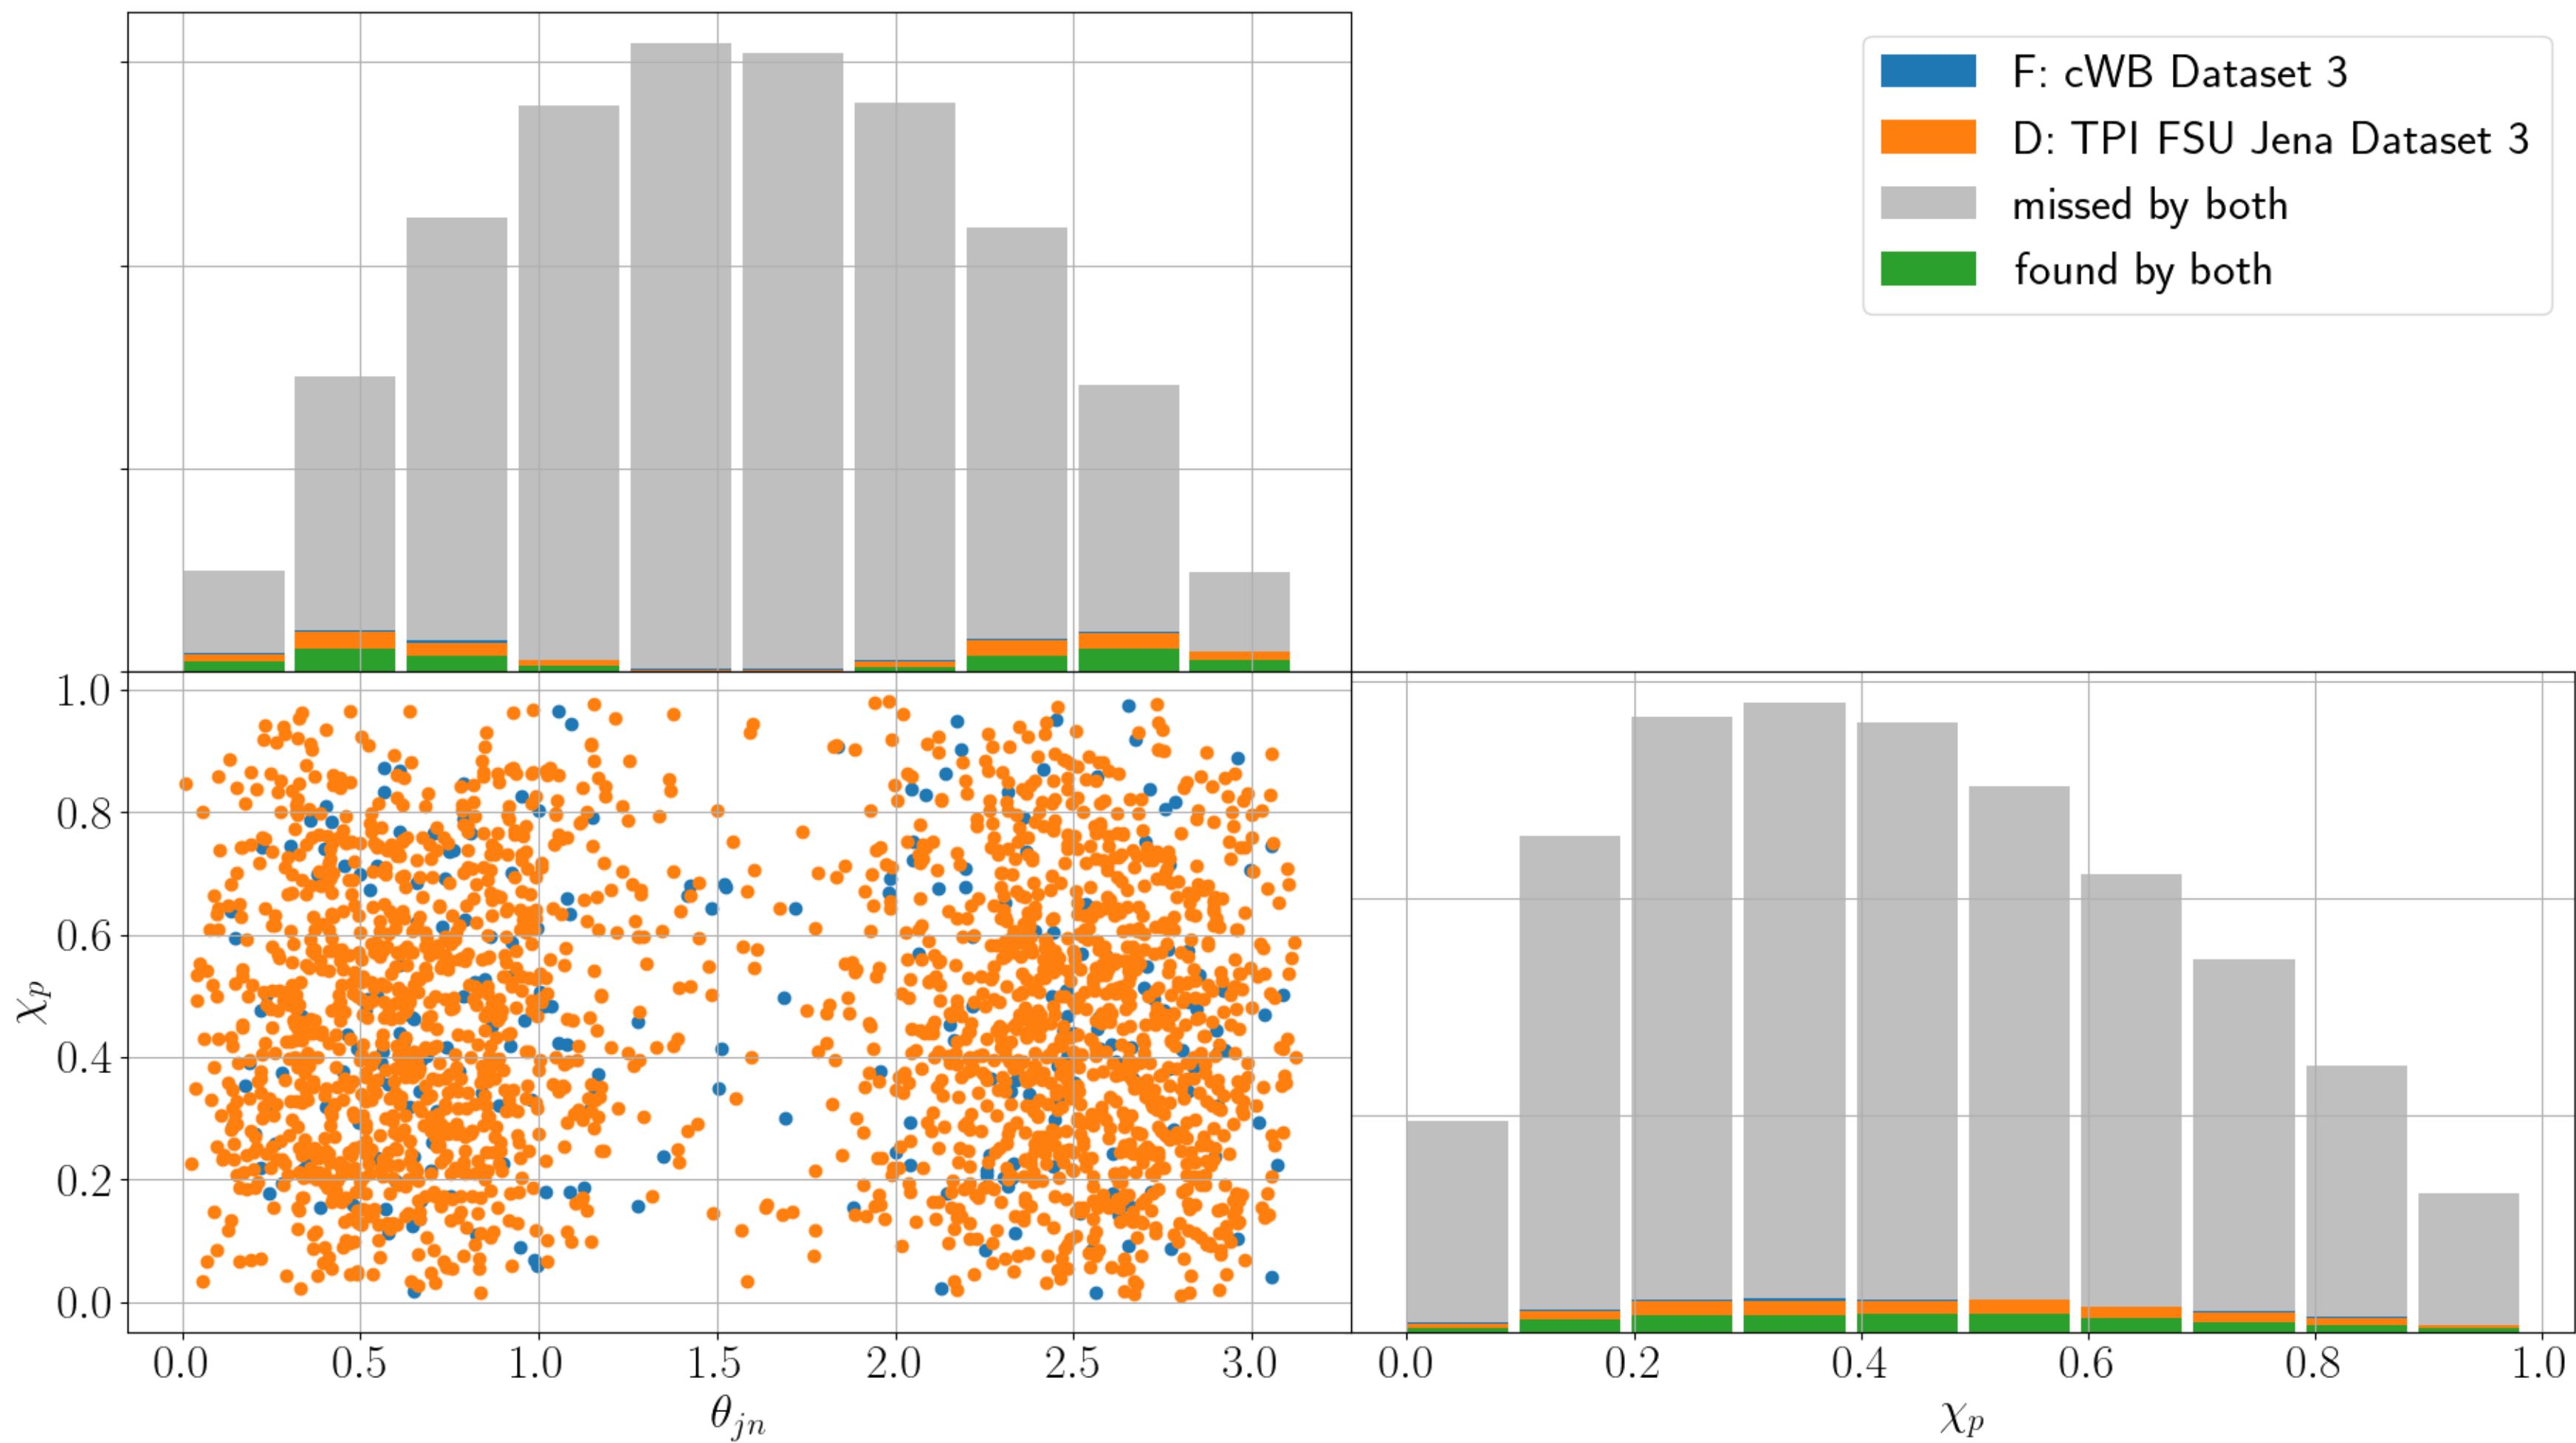 F: cWB Dataset 3
D: TPI FSU Jena Dataset 3
missed by both
found by both
1.0
0.8
0.6
0.4
0.2
0.0
χp
0.0 0.5 1.0 1.5 2.0 2.5 3.0
θjn
0.0 0.2 0.4 0.6 0.8 1.0
χp